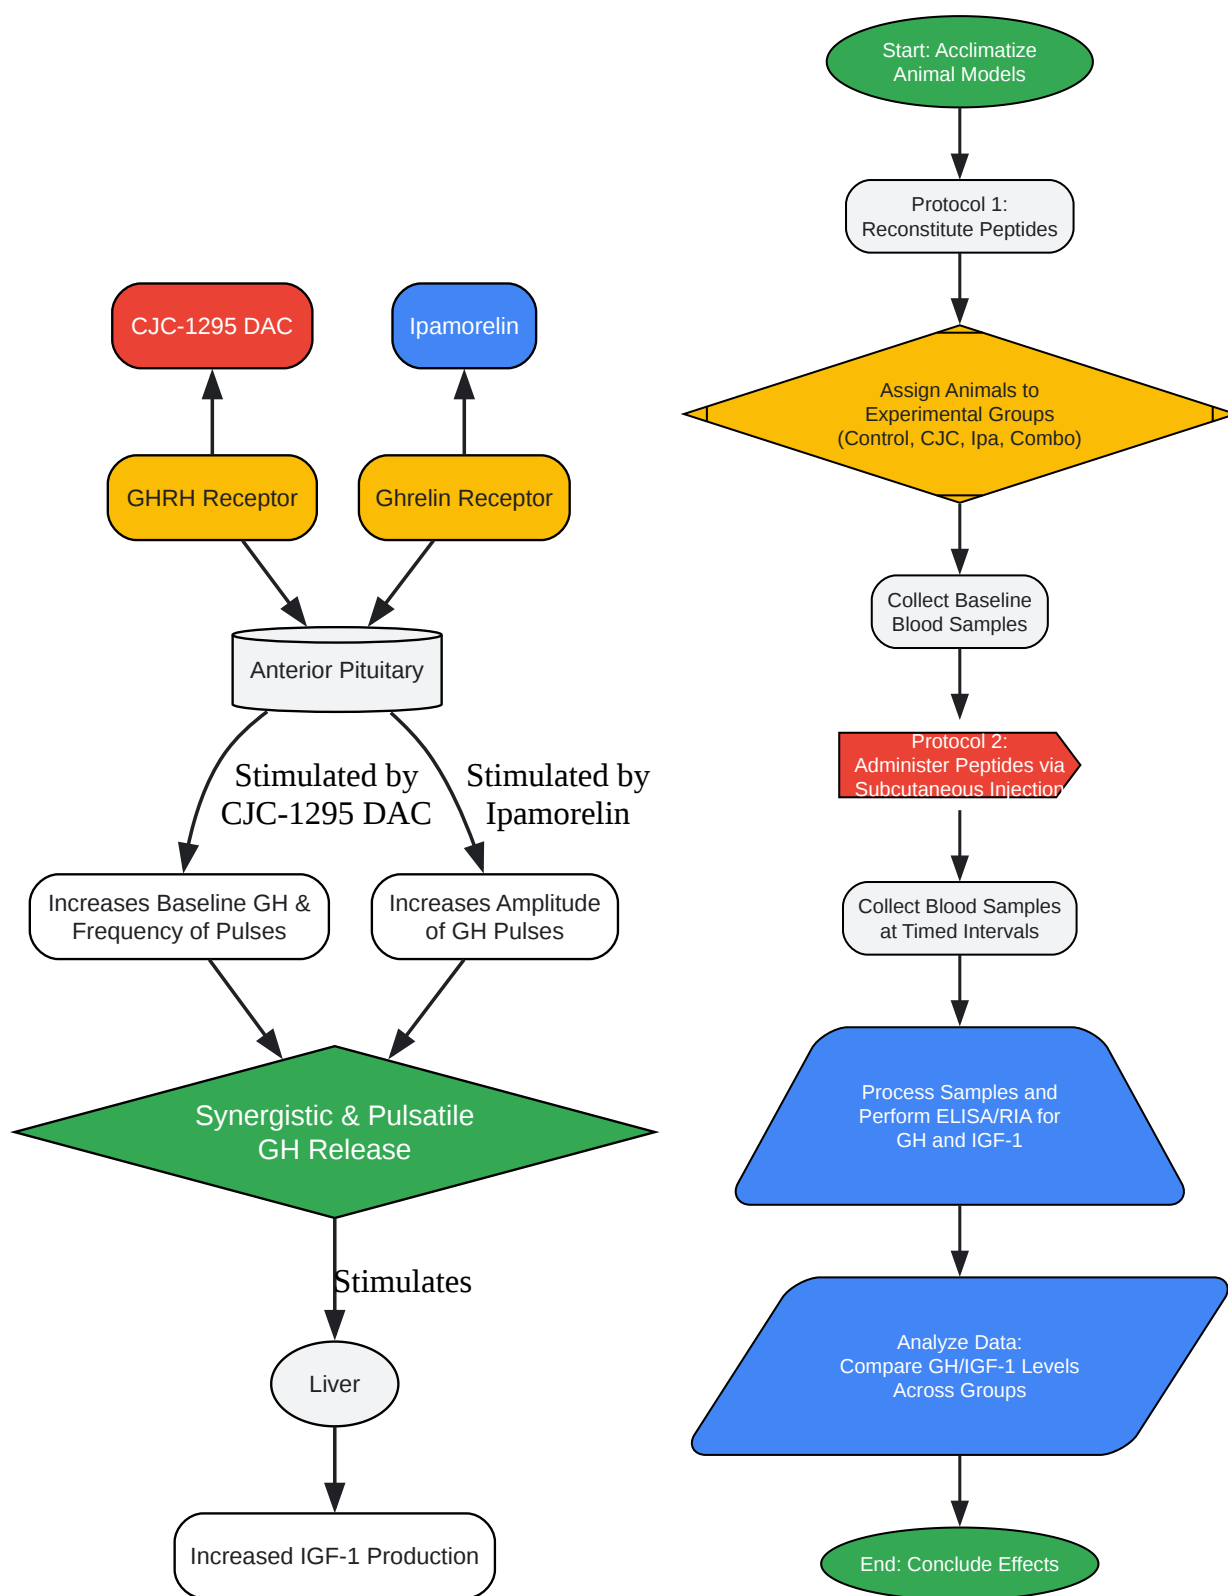 CJC-1295 DAC
Ipamorelin
GHRH Receptor
Ghrelin Receptor
Anterior Pituitary
Stimulated by
CJC-1295 DAC
Stimulated by
Ipamorelin
Increases Baseline GH &
Frequency of Pulses
Increases Amplitude
of GH Pulses
Synergistic & Pulsatile
GH Release
Stimulates
Liver
Increased IGF-1 Production
Start: Acclimatize
Animal Models
Protocol 1:
Reconstitute Peptides
Assign Animals to
Experimental Groups
(Control, CJC, Ipa, Combo)
Collect Baseline
Blood Samples
Protocol 2:
Administer Peptides via
Subcutaneous Injection
Collect Blood Samples
at Timed Intervals
Process Samples and
Perform ELISA/RIA for
GH and IGF-1
Analyze Data:
Compare GH/IGF-1 Levels
Across Groups
End: Conclude Effects